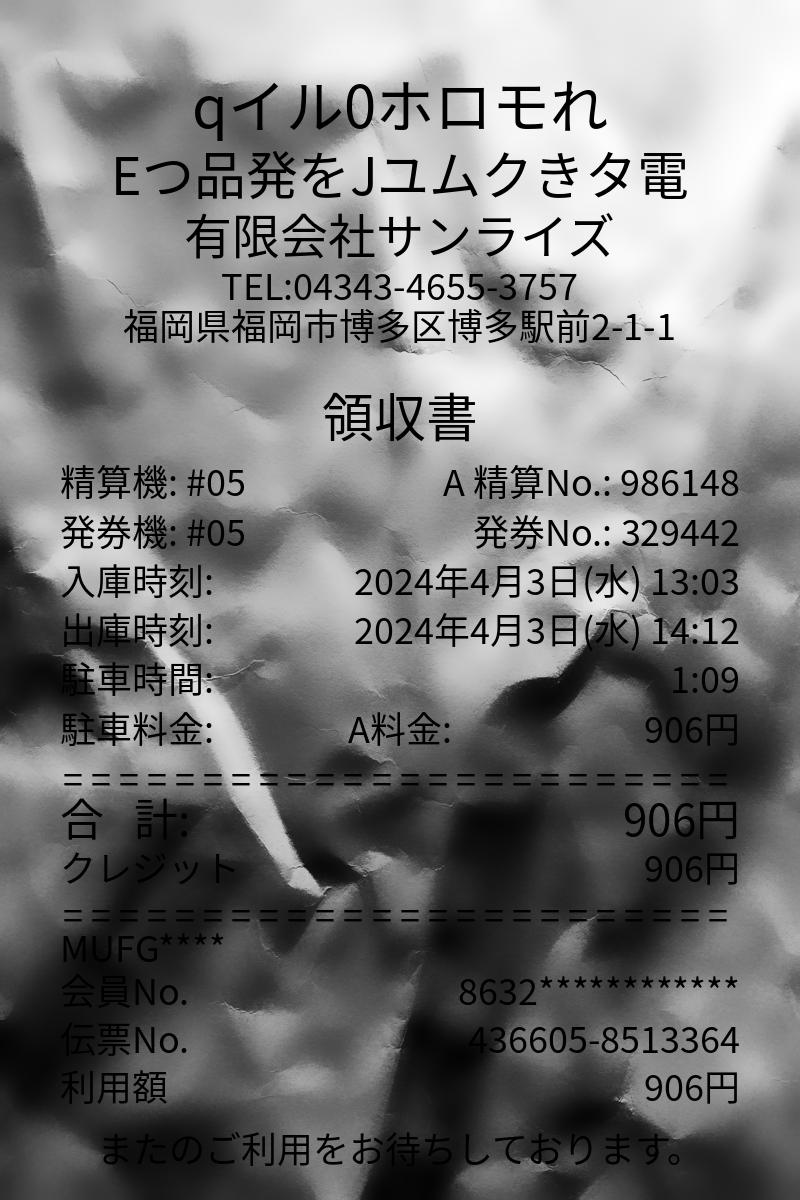 qイル0ホロモれ
Eつ品発をJユムクきタ電
有限会社サンライズ
TEL:04343-4655-3757
福岡県福岡市博多区博多駅前2-1-1
領収書
精算機: #05 A 精算No.: 986148
発券機: #05 発券No.: 329442
入庫時刻: 2024年4月3日(水) 13:03
出庫時刻: 2024年4月3日(水) 14:12
駐車時間: 1:09
駐車料金: A料金: 906円
========================
合 計: 906円
クレジット 906円
========================
MUFG****
会員No. 8632************
伝票No. 436605-8513364
利用額 906円
またのご利用をお待ちしております。